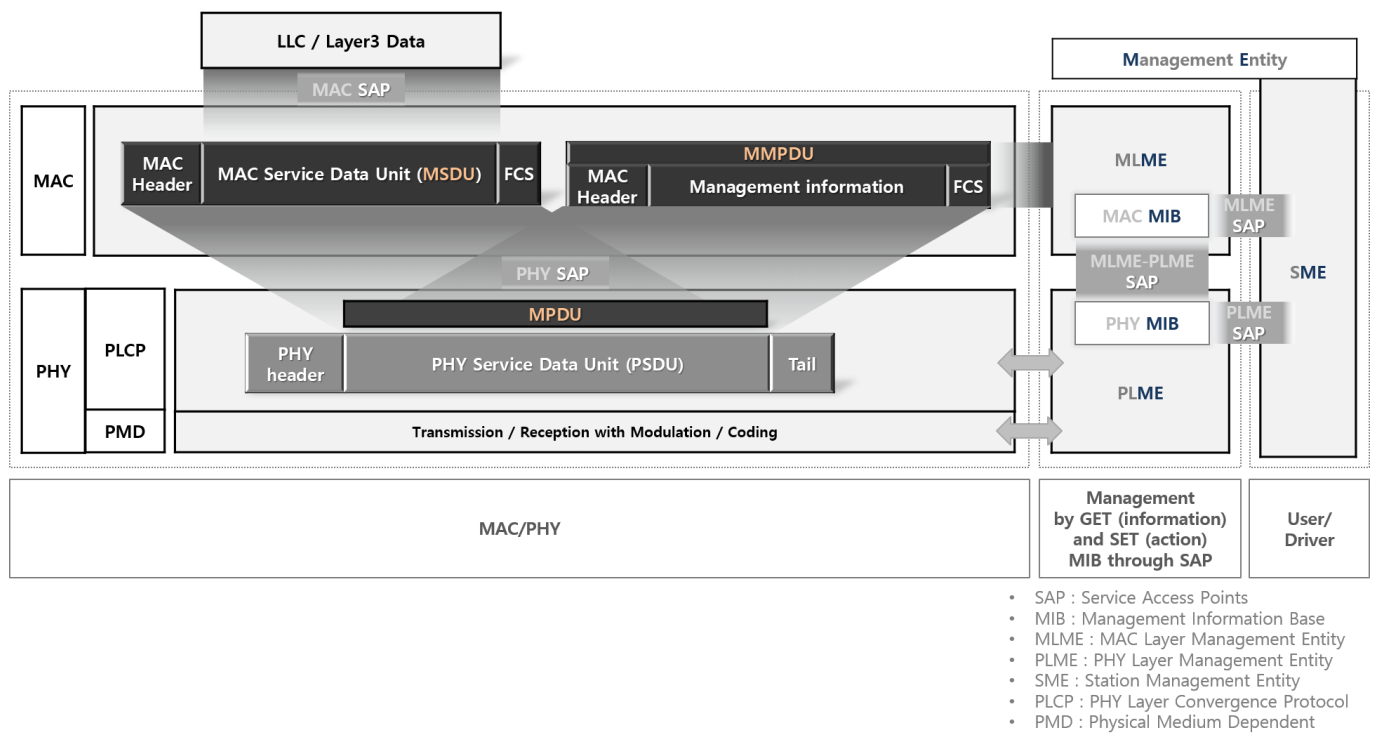 LLC / Layer3 Data
MAC SAP
Management Entity
MAC
MAC
Header
MAC Service Data Unit (MSDU)
FCS
MMPDU
MAC
Header
Management information
FCS
MLME
MAC MIB
MLME
SAP
PHY SAP
MLME-PLME
SAP
SME
PHY
PLCP
MPDU
PHY
header
PHY Service Data Unit (PSDU)
Tail
PHY MIB
PLME
SAP
PLME
PMD
Transmission / Reception with Modulation / Coding
MAC/PHY
Management
by GET (information)
and SET (action)
MIB through SAP
User/
Driver
• SAP : Service Access Points
• MIB : Management Information Base
• MLME : MAC Layer Management Entity
• PLME : PHY Layer Management Entity
• SME : Station Management Entity
• PLCP : PHY Layer Convergence Protocol
• PMD : Physical Medium Dependent